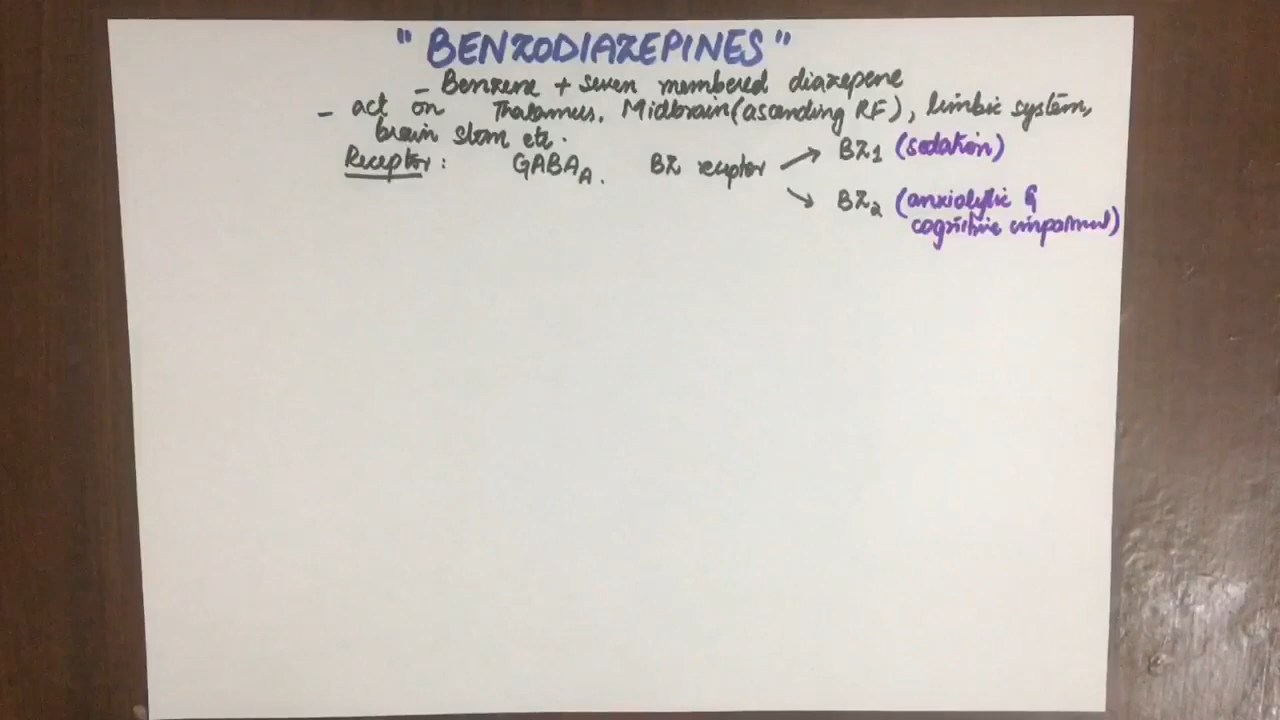 "BENZODIAZEPINES"
- Benzene + seven membered diazepene
- act on Thalamus, Midbrain (ascending RF), limbic system,
brain stem etc.
Receptor: GABAA. BZ receptor → BZ1 (sedation)
→ BZ2 (anxiolytic &
cognitive impairment)